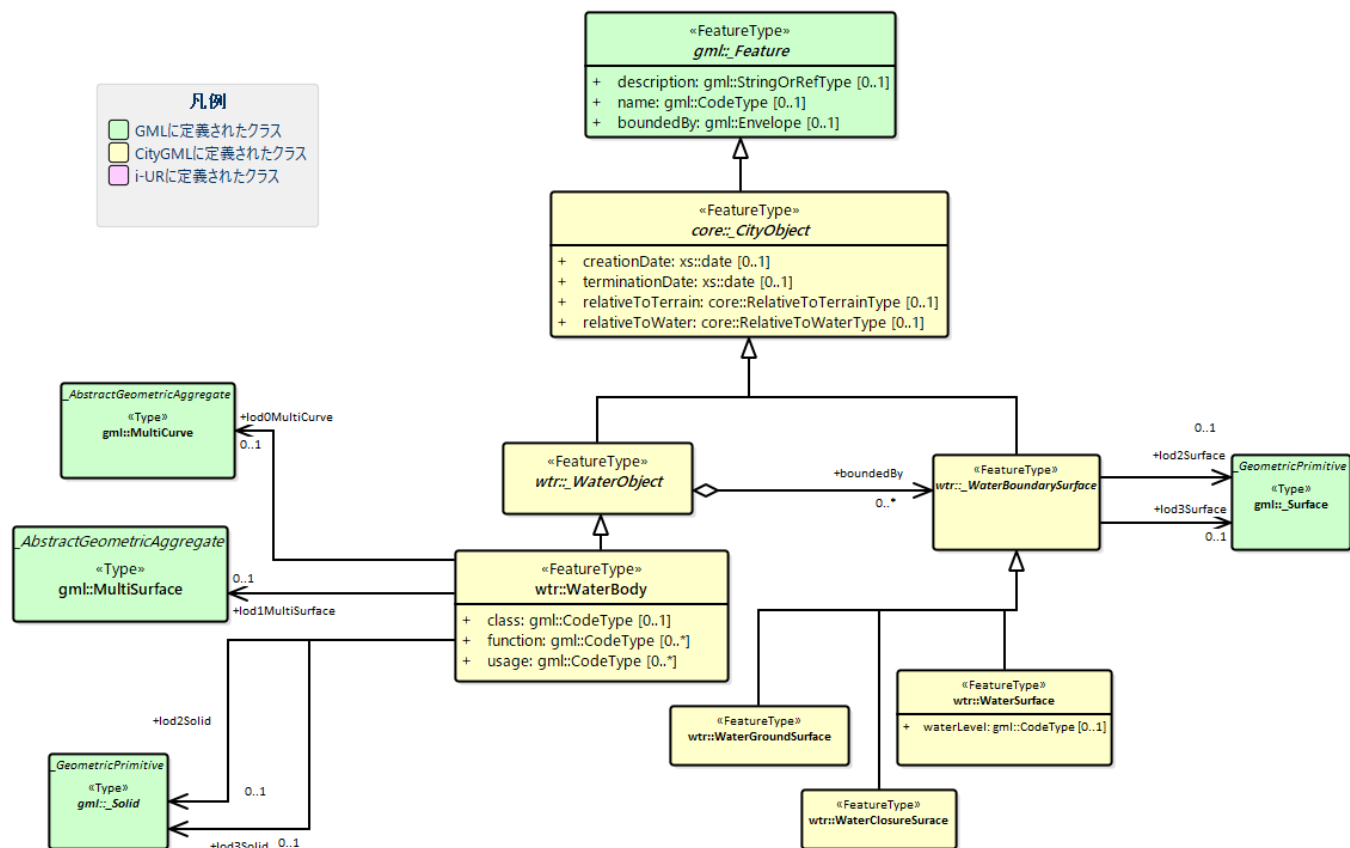 «FeatureType»
gml::_Feature
+ description: gml::StringOrRefType [0..1]
+ name: gml::CodeType [0..1]
+ boundedBy: gml::Envelope [0..1]
凡例
GMLに定義されたクラス
CityGMLに定義されたクラス
i-URに定義されたクラス
«FeatureType»
core::_CityObject
+ creationDate: xs::date [0..1]
+ terminationDate: xs::date [0..1]
+ relativeToTerrain: core::RelativeToTerrainType [0..1]
+ relativeToWater: core::RelativeToWaterType [0..1]
_AbstractGeometricAggregate
«Type»
gml::MultiCurve
+lod0MultiCurve
0..1
«FeatureType»
wtr::_WaterObject
+boundedBy
0..*
«FeatureType»
wtr::_WaterBoundarySurface
0..1
+lod2Surface
+lod3Surface
0..1
_GeometricPrimitive
«Type»
gml::_Surface
_AbstractGeometricAggregate
«Type»
gml::MultiSurface
0..1
+lod1MultiSurface
«FeatureType»
wtr::WaterBody
+ class: gml::CodeType [0..1]
+ function: gml::CodeType [0..*]
+ usage: gml::CodeType [0..*]
«FeatureType»
wtr::WaterSurface
+ waterLevel: gml::CodeType [0..1]
«FeatureType»
wtr::WaterGroundSurface
«FeatureType»
wtr::WaterClosureSurace
+lod2Solid
0..1
_GeometricPrimitive
«Type»
gml::_Solid
+lod3Solid
0..1